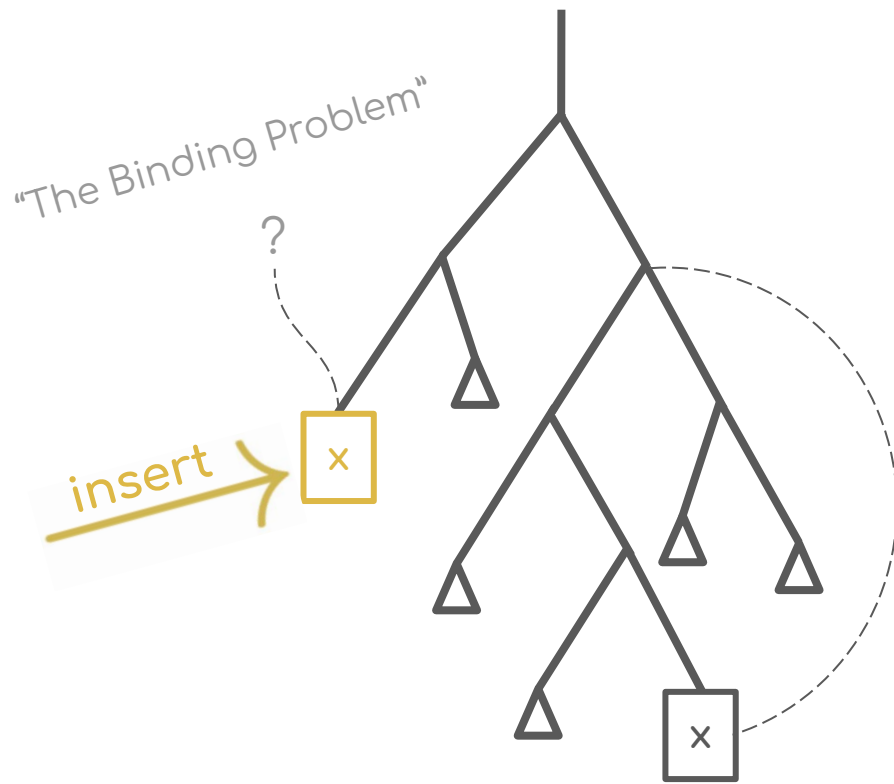 “The Binding Problem”
?
insert
x
x